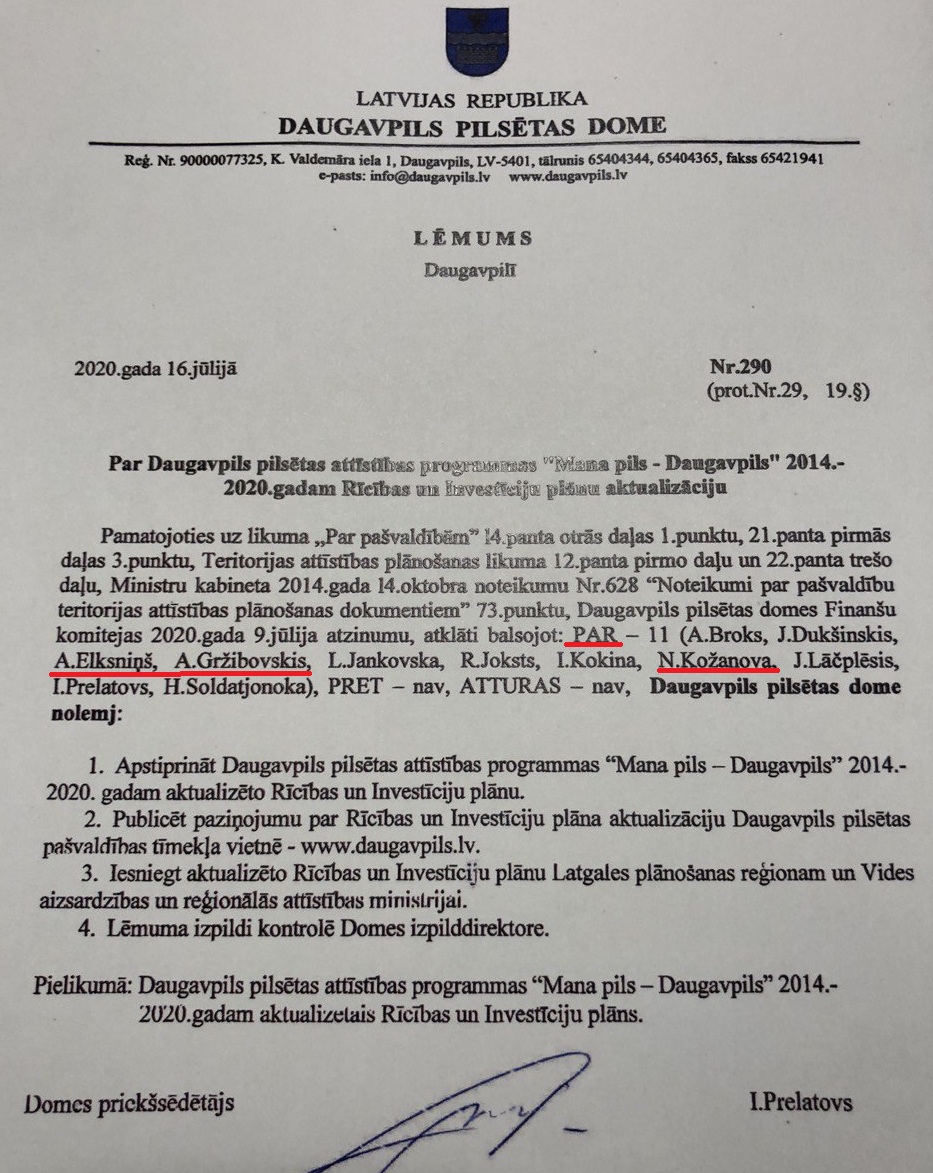 LATVIJAS REPUBLIKA
DAUGAVPILS PILSĒTAS DOME
Reģ. Nr. 90000077325, K. Valdemāra iela 1, Daugavpils, LV-5401, tālrunis 65404344, 65404365, fakss 65421941
e-pasts: info@daugavpils.lv www.daugavpils.lv
LĒMUMS
Daugavpilī
2020.gada 16.jūlijā
Nr.290
(prot.Nr.29, 19.§)
Par Daugavpils pilsētas attīstības programmas "Mana pils - Daugavpils" 2014.-
2020.gadam Rīcības un Investīciju plānu aktualizāciju
Pamatojoties uz likuma „Par pašvaldībām” 14.panta otrās daļas 1.punktu, 21.panta pirmās
daļas 3.punktu, Teritorijas attīstības plānošanas likuma 12.panta pirmo daļu un 22.panta trešo
daļu, Ministru kabineta 2014.gada 14.oktobra noteikumu Nr.628 “Noteikumi par pašvaldību
teritorijas attīstības plānošanas dokumentiem” 73.punktu, Daugavpils pilsētas domes Finanšu
komitejas 2020.gada 9.jūlija atzinumu, atklāti balsojot: PAR – 11 (A.Broks, J.Dukšinskis,
A.Elksniņš, A.Gržibovskis, L.Jankovska, R.Joksts, I.Kokina, N.Kožanova, J.Lāčplēsis,
I.Prelatovs, H.Soldatjonoka), PRET – nav, ATTURAS – nav, Daugavpils pilsētas dome
nolemj:
1. Apstiprināt Daugavpils pilsētas attīstības programmas “Mana pils – Daugavpils” 2014.-
2020. gadam aktualizēto Rīcības un Investīciju plānu.
2. Publicēt paziņojumu par Rīcības un Investīciju plāna aktualizāciju Daugavpils pilsētas
pašvaldības tīmekļa vietnē - www.daugavpils.lv.
3. Iesniegt aktualizēto Rīcības un Investīciju plānu Latgales plānošanas reģionam un Vides
aizsardzības un reģionālās attīstības ministrijai.
4. Lēmuma izpildi kontrolē Domes izpilddirektore.
Pielikumā: Daugavpils pilsētas attīstības programmas “Mana pils – Daugavpils” 2014.-
2020.gadam aktualizētais Rīcības un Investīciju plāns.
Domes priekšsēdētājs
I.Prelatovs